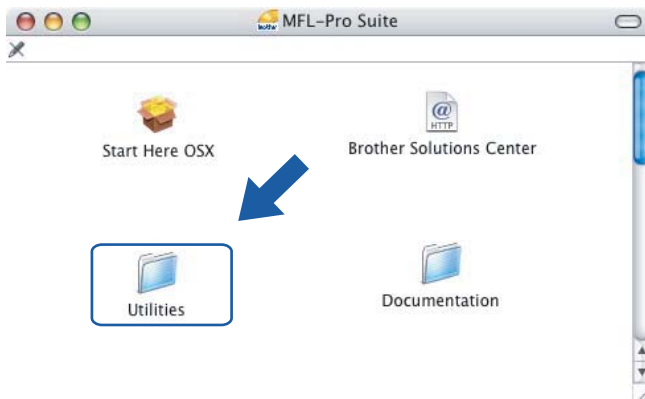 MFL-Pro Suite
Start Here OSX
@
HTTP
Brother Solutions Center
Utilities
Documentation